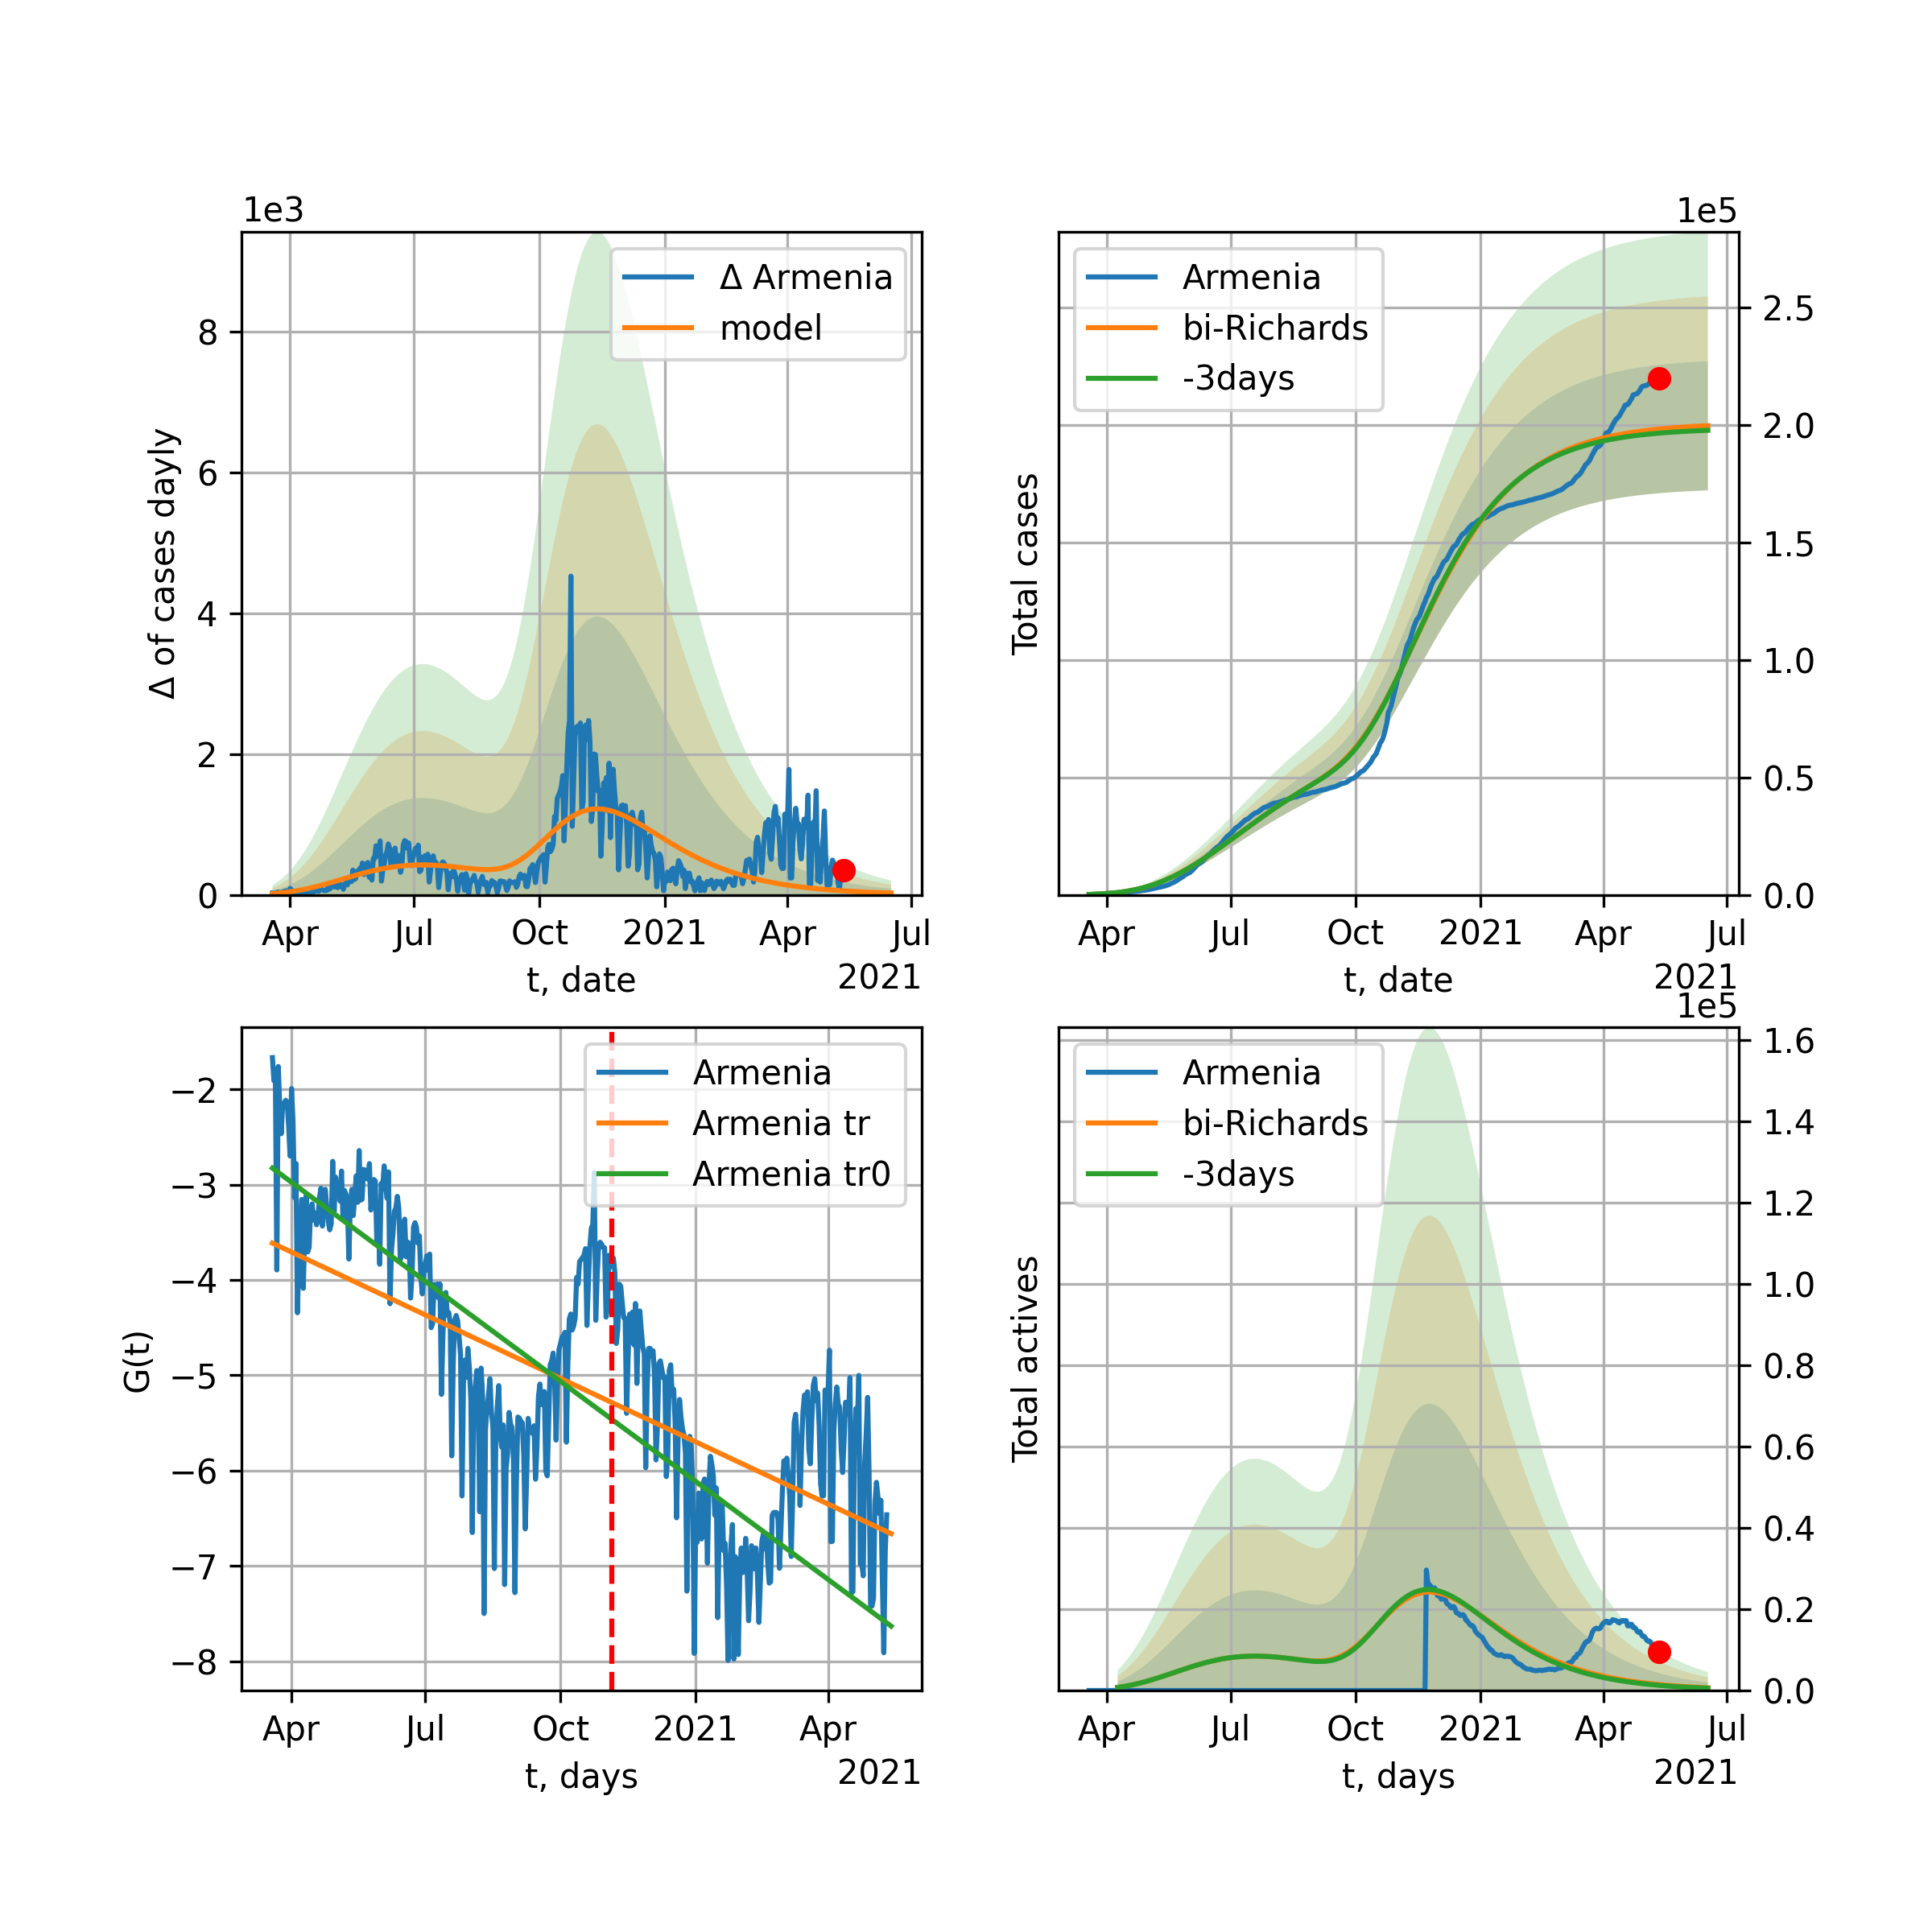 1e3
Δ of cases dayly
8
6
4
2
0
Δ Armenia
model
Apr
Jul
Oct
2021
Apr
Jul
t, date
2021
1e5
Total cases
Armenia
bi-Richards
-3days
2.5
2.0
1.5
1.0
0.5
0.0
Apr
Jul
Oct
2021
Apr
Jul
t, date
2021
G(t)
−2
−3
−4
−5
−6
−7
−8
Armenia
Armenia tr
Armenia tr0
Apr
Jul
Oct
2021
Apr
t, days
2021
1e5
Total actives
Armenia
bi-Richards
-3days
1.6
1.4
1.2
1.0
0.8
0.6
0.4
0.2
0.0
Apr
Jul
Oct
2021
Apr
Jul
t, days
2021